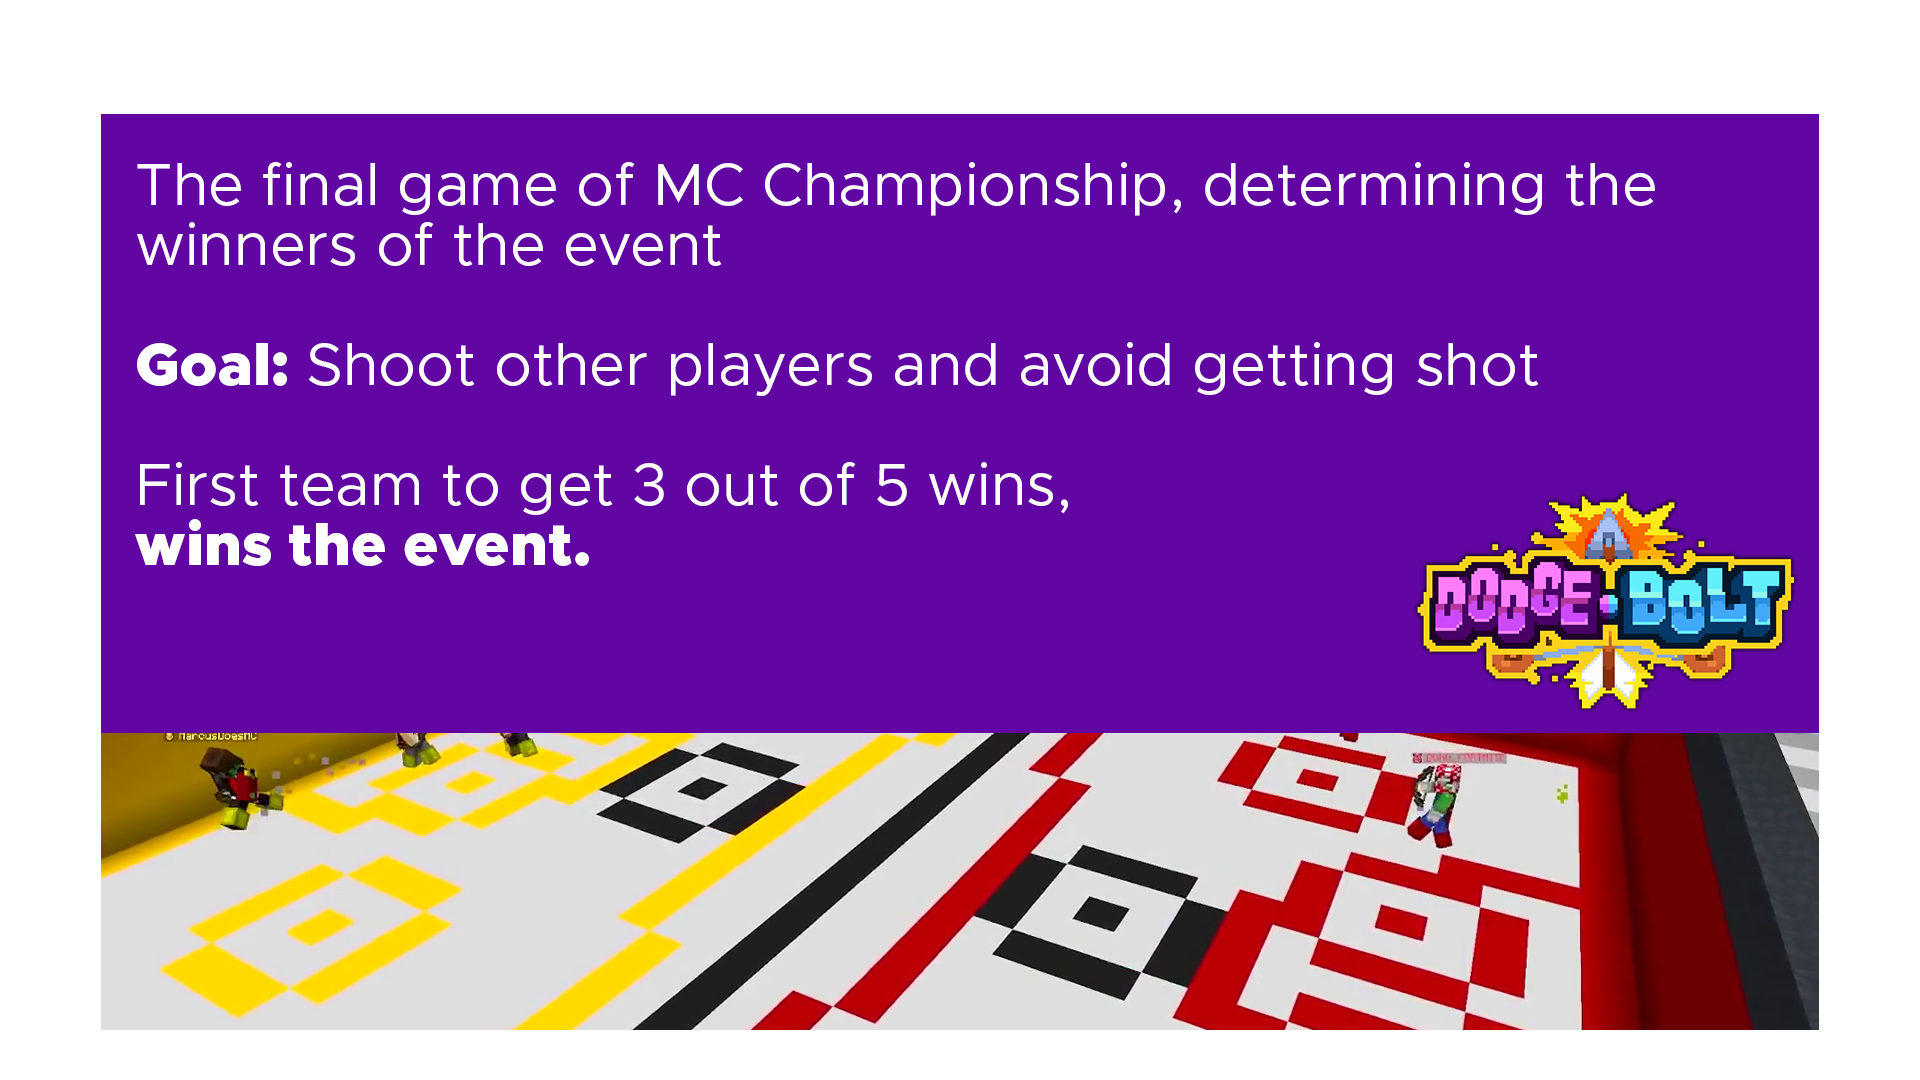 The final game of MC Championship, determining the
winners of the event
Goal: Shoot other players and avoid getting shot
First team to get 3 out of 5 wins,
wins the event.
DODGE·BOLT
MarcusDoesMC